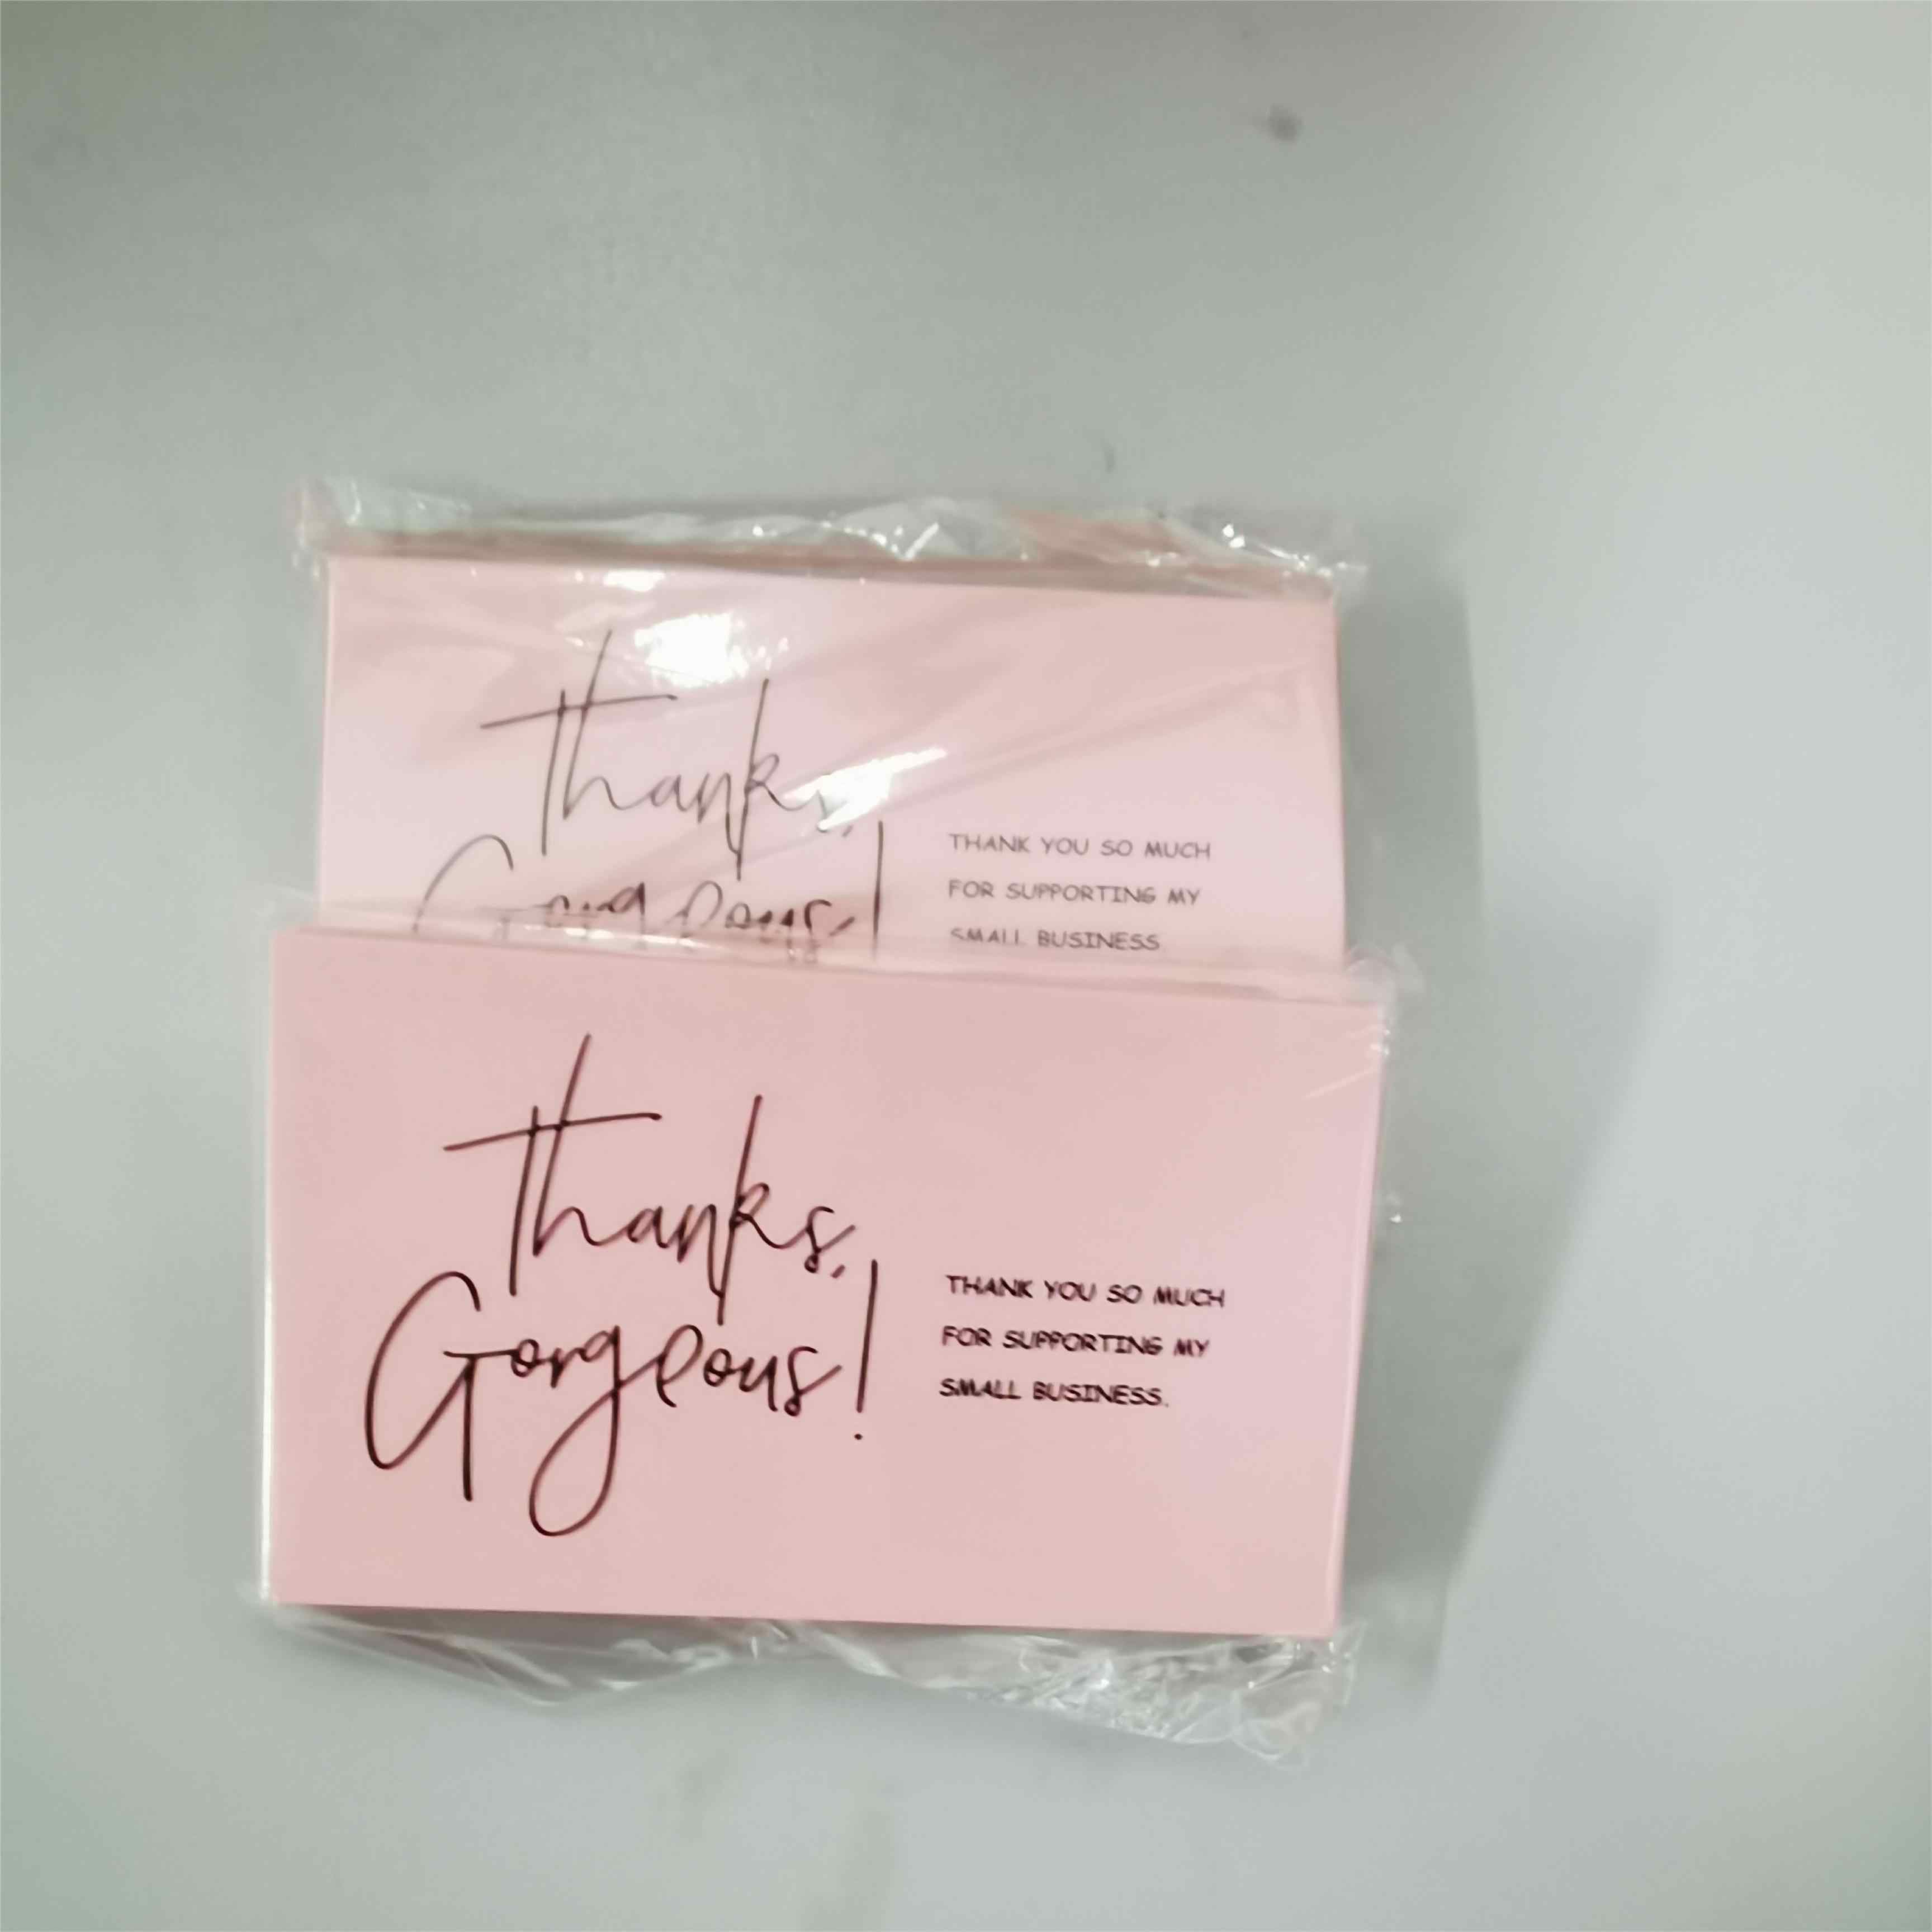 Thanks,
Gorgeous!
THANK YOU SO MUCH
FOR SUPPORTING MY
SMALL BUSINESS
Thanks,
Gorgeous!
THANK YOU SO MUCH
FOR SUPPORTING MY
SMALL BUSINESS.